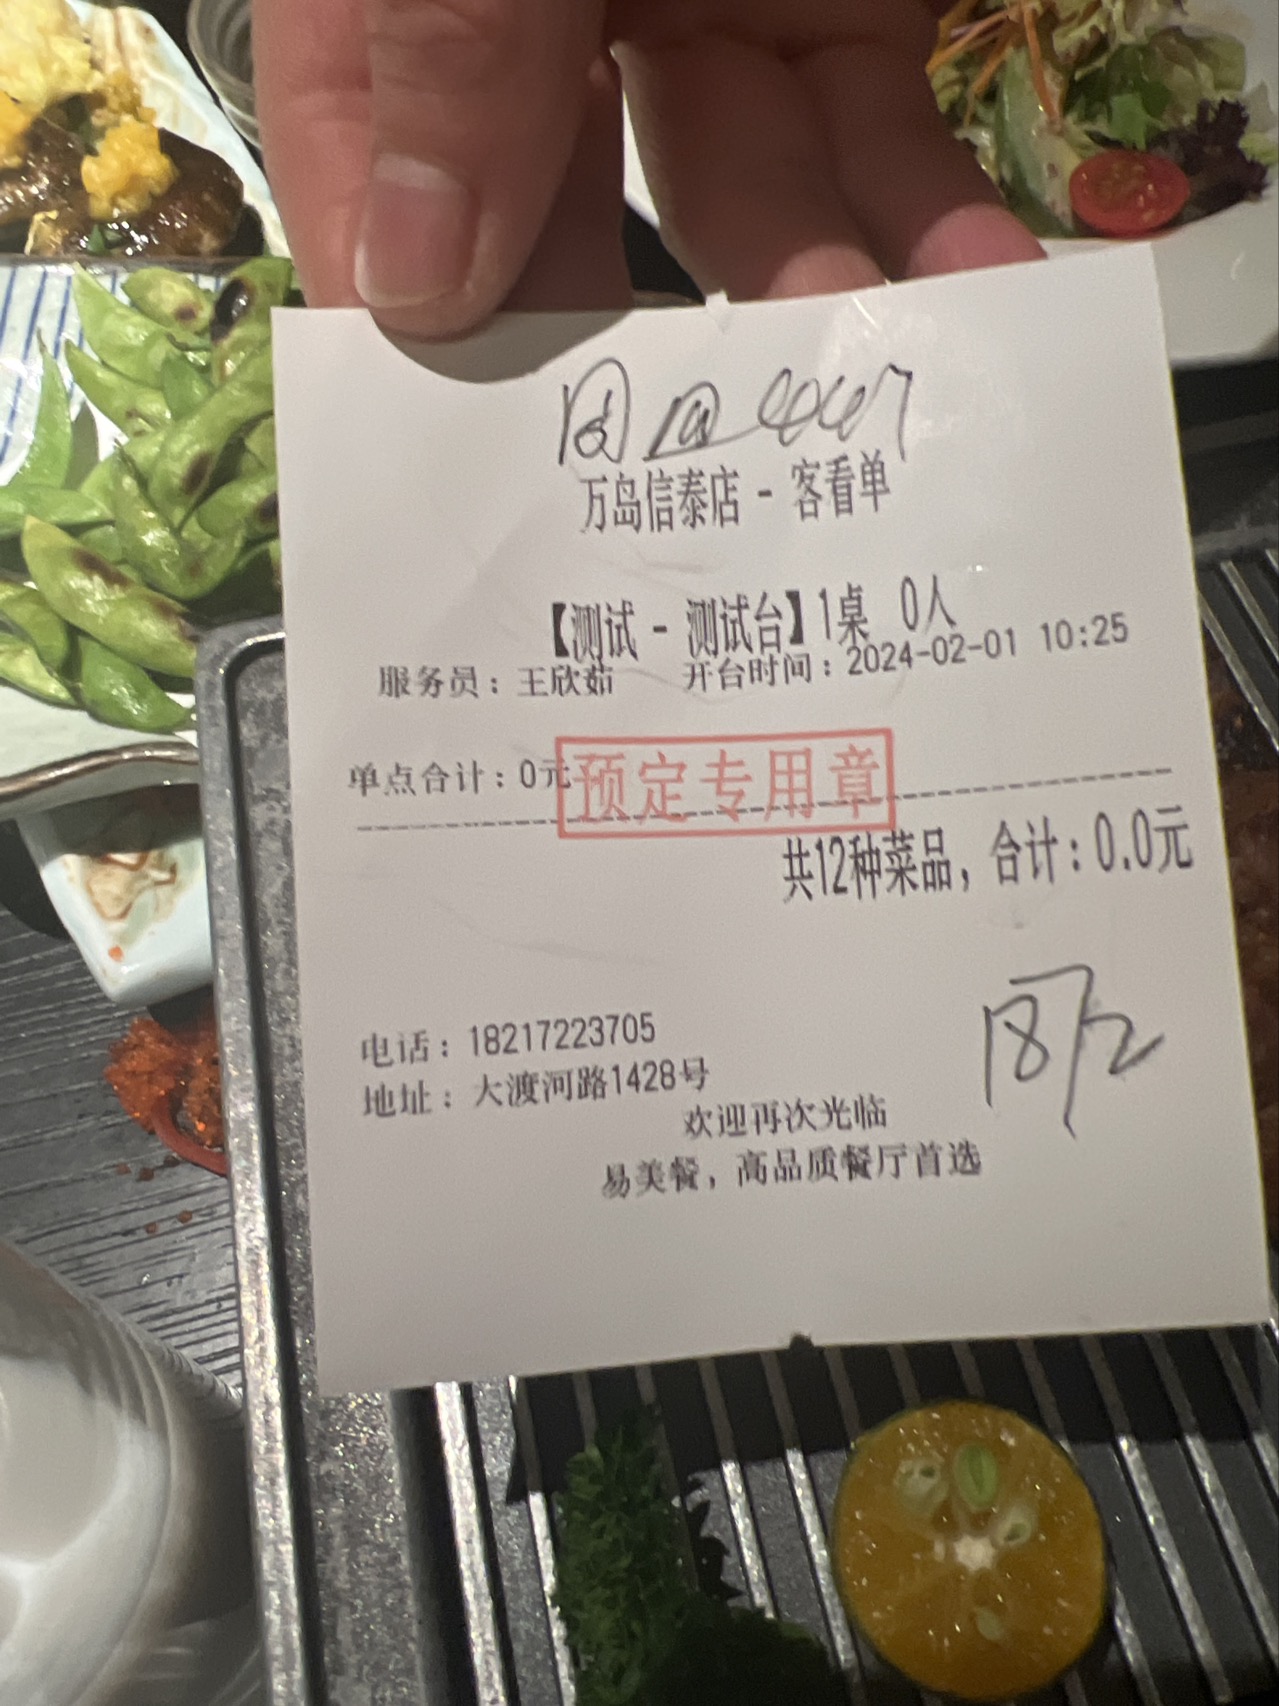 万岛信泰店 - 客看单
【测试 - 测试台】1桌 0人
服务员：王欣茹 开台时间：2024-02-01 10:25
单点合计：0元
预定专用章
共12种菜品，合计：0.0元
电话：18217223705
地址：大渡河路1428号
欢迎再次光临
易美餐，高品质餐厅首选